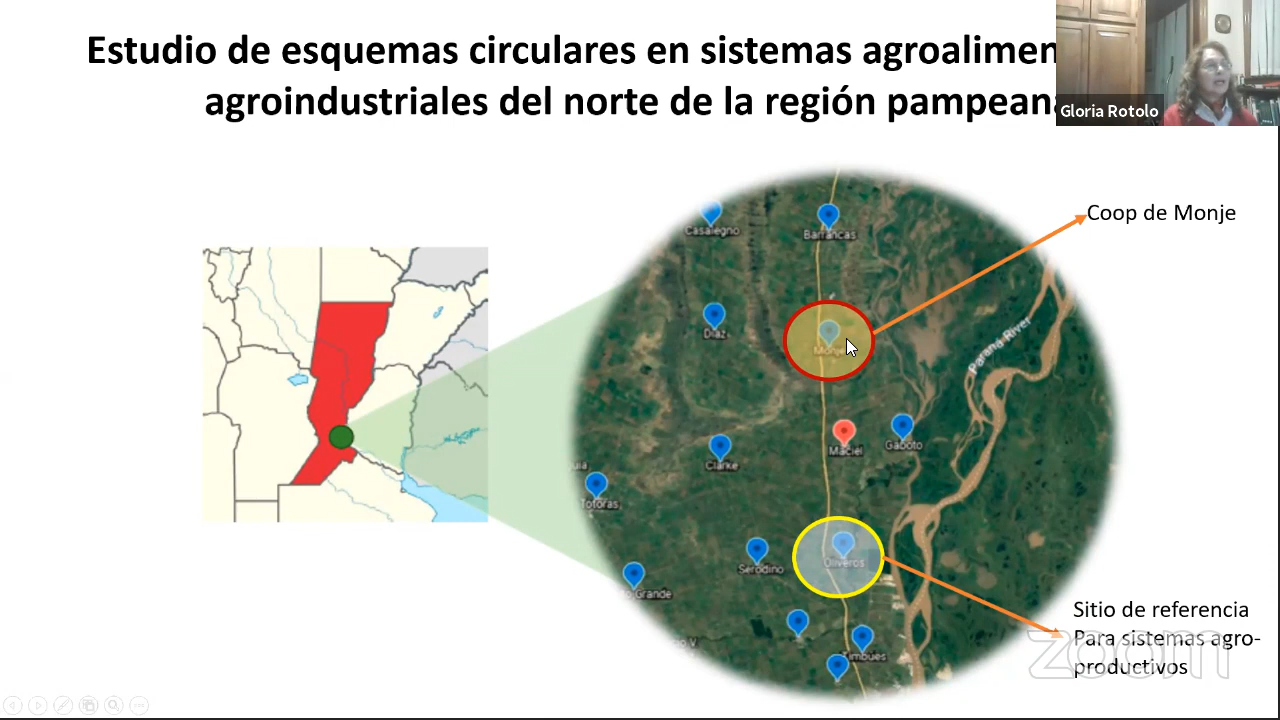 Estudio de esquemas circulares en sistemas agroalimen
agroindustriales del norte de la región pampeana
Gloria Rotolo
Coop de Monje
Casalegno
Barrancas
Díaz
Monje
Paraná River
Maciel
Gaboto
Clarke
Totoras
Oliveros
Serodino
Grande
Timbúes
Sitio de referencia
Para sistemas agro-
productivos
zoom